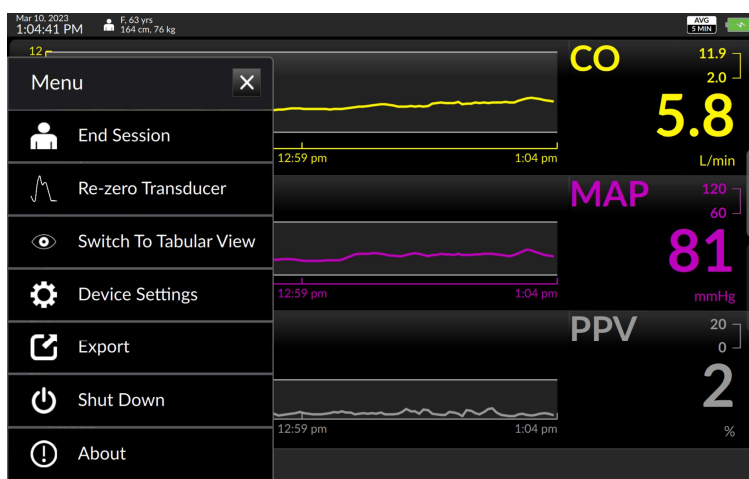 Mar 10, 2023
1:04:41 PM
F, 63 yrs
164 cm, 76 kg
AVG
5 MIN
12
Menu
End Session
Re-zero Transducer
Switch To Tabular View
Device Settings
Export
Shut Down
About
12:59 pm 1:04 pm
12:59 pm 1:04 pm
12:59 pm 1:04 pm
CO
11.9
2.0
5.8
L/min
MAP
120
60
81
mmHg
PPV
20
0
2
%